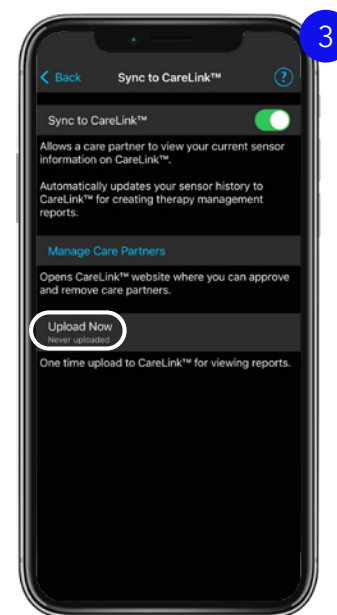 3
Back Sync to CareLink™ ?
Sync to CareLink™
Allows a care partner to view your current sensor
information on CareLink™.
Automatically updates your sensor history to
CareLink™ for creating therapy management
reports.
Manage Care Partners
Opens CareLink™ website where you can approve
and remove care partners.
Upload Now
Never uploaded
One time upload to CareLink™ for viewing reports.